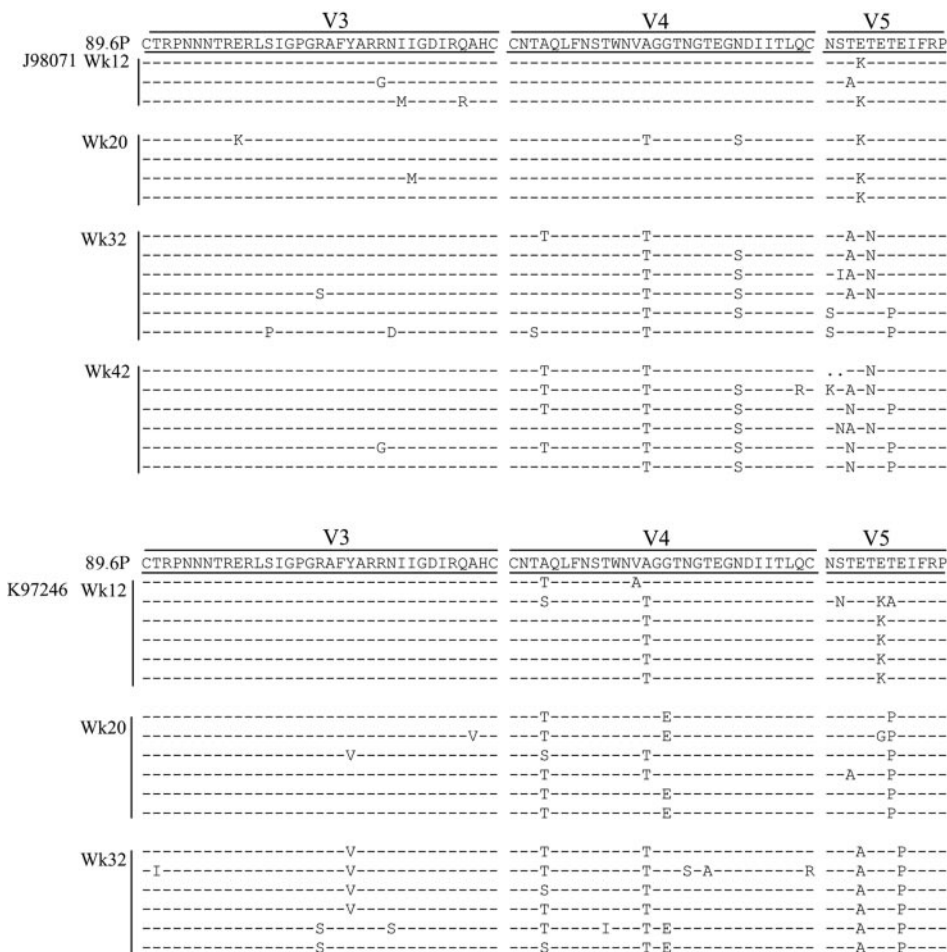 V3 V4 V5
89.6P CTRPNNNTRERLSIGPGRAFYARRNIIGDIRQAHC CNTAQLFNSTWNVAGGTNGTEGNDIITLQC NSTETETEIFRP
J98071 Wk12 ----------------------------------- ------------------------------ ---K--------
-----------------------G----------- ------------------------------ --A---------
-------------------------M-----R--- ------------------------------ ---K--------
Wk20 ---------K------------------------- -------------T--------S------- ---K--------
----------------------------------- ------------------------------ ------------
--------------------------M-------- ------------------------------ ---K--------
----------------------------------- ------------------------------ ---K--------
Wk32 ----------------------------------- ---T---------T---------------- --A-N-------
----------------------------------- -------------T--------S------- --A-N-------
----------------------------------- -------------T--------S------- -IA-N-------
-----------------S----------------- -------------T--------S------- --A-N-------
----------------------------------- -------------T--------S------- S-----P-----
------------P-----------D---------- --S----------T---------------- S-----P-----
Wk42 ----------------------------------- ---T---------T---------------- ..--N-------
----------------------------------- ---T---------T--------S-----R- K-A-N-------
----------------------------------- ---T---------T--------S------- --N---P-----
----------------------------------- -------------T--------S------- -NA-N-------
-----------------------G----------- ---T---------T--------S------- --N---P-----
----------------------------------- -------------T--------S------- --N---P-----
V3 V4 V5
89.6P CTRPNNNTRERLSIGPGRAFYARRNIIGDIRQAHC CNTAQLFNSTWNVAGGTNGTEGNDIITLQC NSTETETEIFRP
K97246 Wk12 ----------------------------------- ---T--------A----------------- ------------
----------------------------------- ---S---------T---------------- -N---KA-----
----------------------------------- -------------T---------------- -----K------
----------------------------------- -------------T---------------- -----K------
----------------------------------- -------------T---------------- -----K------
----------------------------------- -------------T---------------- -----K------
Wk20 ----------------------------------- ---T-----------E-------------- ------P-----
--------------------------------V-- ---T-----------E-------------- -----GP-----
--------------------V-------------- ---S---------T---------------- ------P-----
----------------------------------- ---T---------T---------------- --A---P-----
----------------------------------- ---T-----------E-------------- ------P-----
----------------------------------- ---T-----------E-------------- ------P-----
Wk32 --------------------V-------------- ---T---------T---------------- ---A---P----
-I------------------V-------------- ---T---------T---S-A---------R ---A---P----
--------------------V-------------- ---S---------T---------------- ---A---P----
--------------------V-------------- ---T---------T---------------- ---A---P----
-----------------S------S---------- ---T-----I---T-E-------------- ---A---P----
-----------------S----------------- ---S---------T-E-------------- ---A---P----